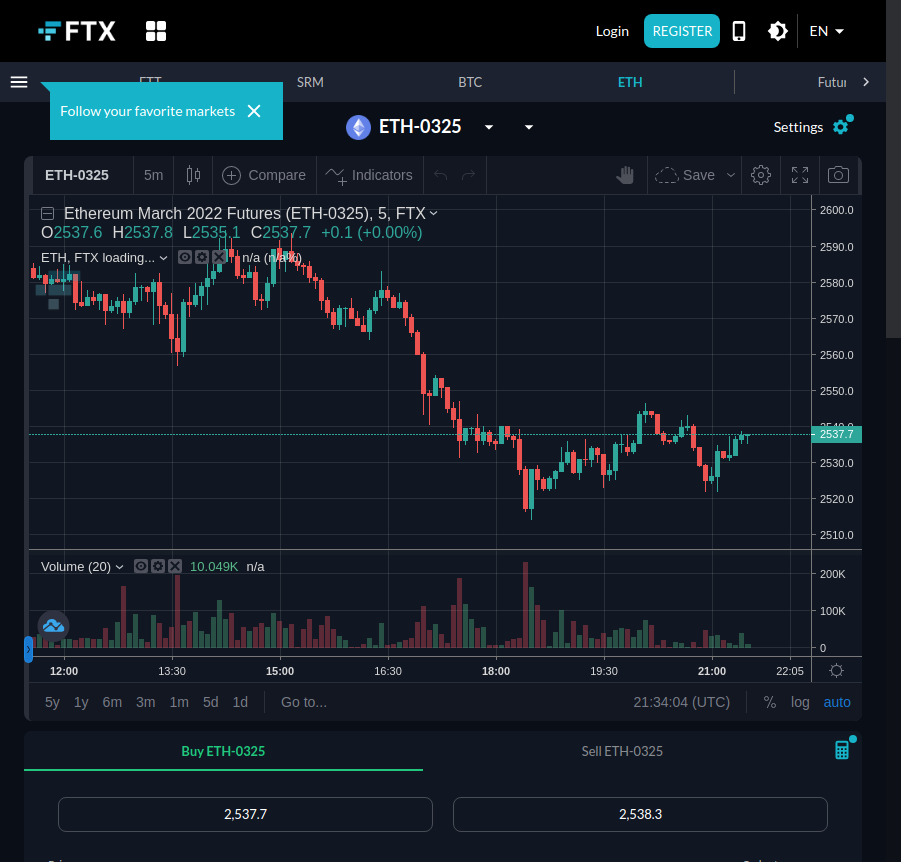 FTX
Login
REGISTER
EN
FTT
SRM
BTC
ETH
Futur
Follow your favorite markets
ETH-0325
Settings
ETH-0325
5m
Compare
Indicators
Save
Ethereum March 2022 Futures (ETH-0325), 5, FTX
O2537.6 H2537.8 L2535.1 C2537.7 +0.1 (+0.00%)
ETH, FTX loading...
n/a (n/a%)
2600.0
2590.0
2580.0
2570.0
2560.0
2550.0
2540.0
2537.7
2530.0
2520.0
2510.0
Volume (20)
10.049K n/a
200K
100K
0
12:00
13:30
15:00
16:30
18:00
19:30
21:00
22:05
5y
1y
6m
3m
1m
5d
1d
Go to...
21:34:04 (UTC)
%
log
auto
Buy ETH-0325
Sell ETH-0325
2,537.7
2,538.3